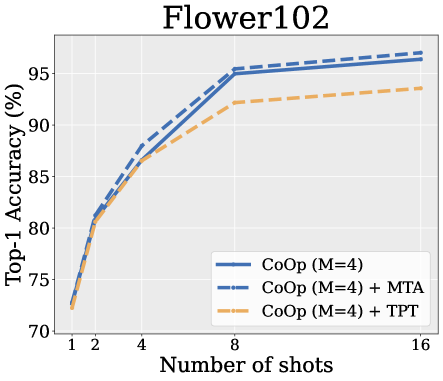 Flower102
Top-1 Accuracy (%)
95
90
85
80
75
70
CoOp (M=4)
CoOp (M=4) + MTA
CoOp (M=4) + TPT
1 2 4 8 16
Number of shots